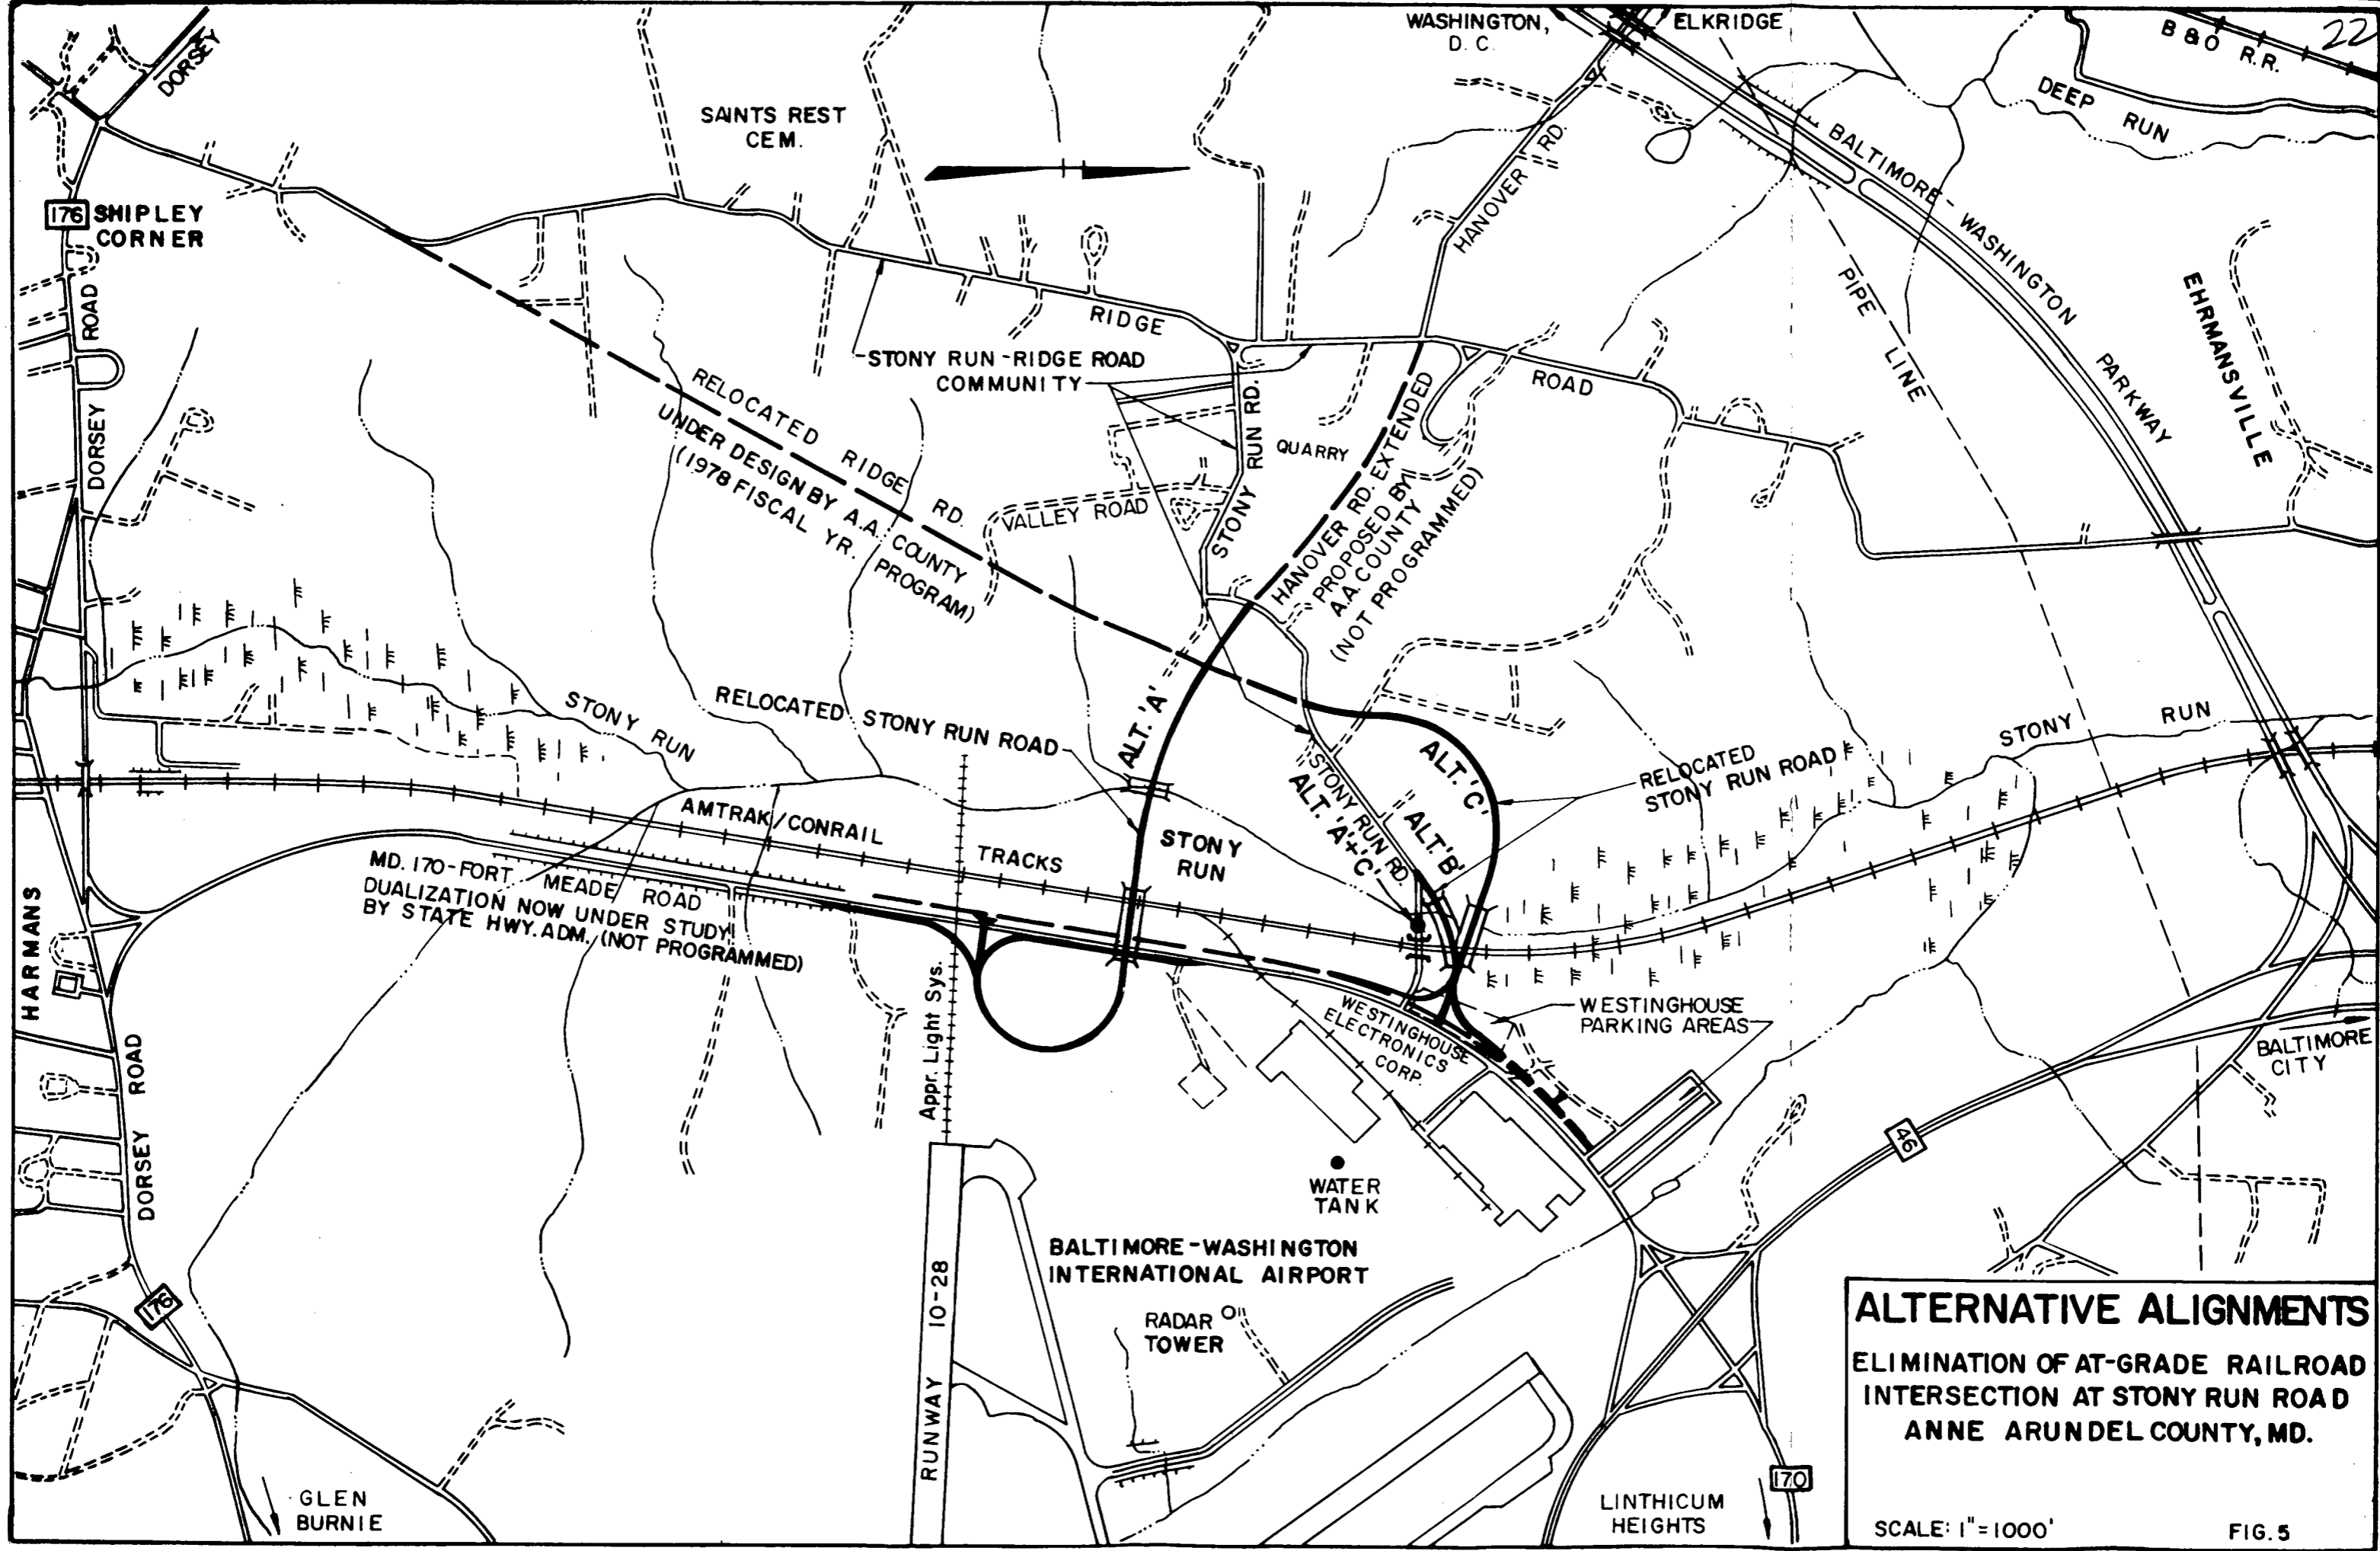 WASHINGTON,
D. C.
ELKRIDGE
B & O R.R.
22
DORSEY
SAINTS REST
CEM.
DEEP
RUN
HANOVER RD.
BALTIMORE - WASHINGTON
PARKWAY
176
SHIPLEY
CORNER
DORSEY ROAD
RIDGE
ROAD
PIPE
LINE
EHRMANSVILLE
STONY RUN - RIDGE ROAD
COMMUNITY
RELOCATED RIDGE RD.
UNDER DESIGN BY A.A. COUNTY
(1978 FISCAL YR. PROGRAM)
STONY RUN RD.
QUARRY
VALLEY ROAD
HANOVER RD. EXTENDED
PROPOSED BY
A.A. COUNTY
(NOT PROGRAMMED)
STONY RUN
RELOCATED STONY RUN ROAD
ALT. 'A'
ALT. 'C'
STONY RUN RD.
ALT. 'A'+'C'
ALT. 'B'
RELOCATED
STONY RUN ROAD
STONY RUN
AMTRAK/CONRAIL
TRACKS
STONY
RUN
MD. 170-FORT MEADE ROAD
DUALIZATION NOW UNDER STUDY
BY STATE HWY. ADM. (NOT PROGRAMMED)
HARMANS
DORSEY ROAD
Appr. Light Sys.
WESTINGHOUSE
ELECTRONICS
CORP.
WESTINGHOUSE
PARKING AREAS
BALTIMORE
CITY
46
WATER
TANK
BALTIMORE-WASHINGTON
INTERNATIONAL AIRPORT
RADAR
TOWER
RUNWAY 10-28
176
GLEN
BURNIE
LINTHICUM
HEIGHTS
170
ALTERNATIVE ALIGNMENTS
ELIMINATION OF AT-GRADE RAILROAD
INTERSECTION AT STONY RUN ROAD
ANNE ARUNDEL COUNTY, MD.
SCALE: 1"=1000'
FIG. 5